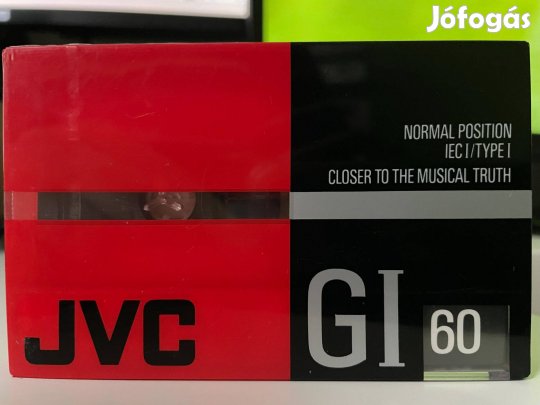 Jófogás
NORMAL POSITION
IEC I/TYPE I
CLOSER TO THE MUSICAL TRUTH
JVC
GI 60